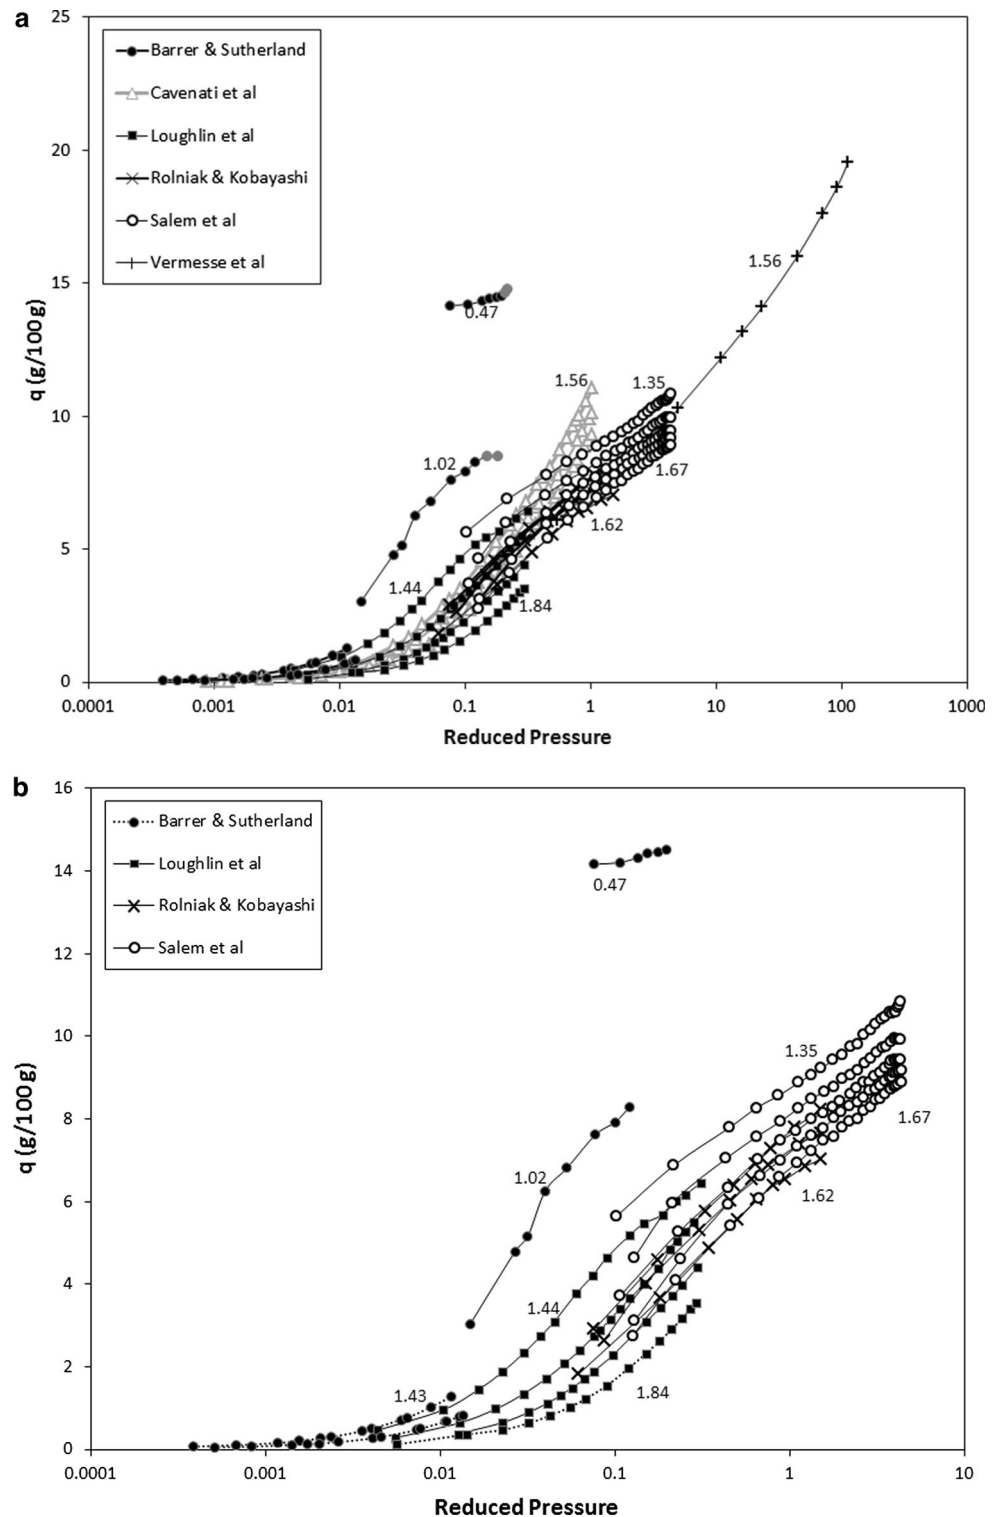 a
25
20
15
10
5
0
q (g/100g)
Barrer & Sutherland
Cavenati et al
Loughlin et al
Rolniak & Kobayashi
Salem et al
Vermesse et al
1.56
0.47
1.56
1.35
1.02
1.67
1.62
1.44
1.84
0.0001 0.001 0.01 0.1 1 10 100 1000
Reduced Pressure
b
16
14
12
10
8
6
4
2
0
q (g/100g)
Barrer & Sutherland
Loughlin et al
Rolniak & Kobayashi
Salem et al
0.47
1.35
1.67
1.02
1.62
1.44
1.43
1.84
0.0001 0.001 0.01 0.1 1 10
Reduced Pressure